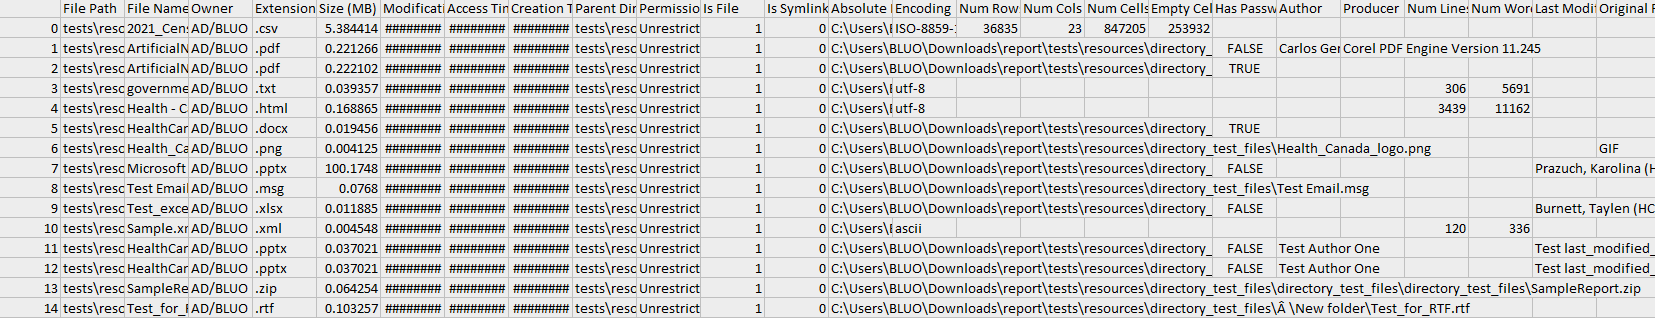 File Path File Name Owner Extension Size (MB) Modificati Access Tin Creation T Parent Dir Permissio Is File Is Symlink Absolute Encoding Num Row Num Cols Num Cells Empty Cel Has Passw Author Producer Num Line Num Wor Last Modi Original F
0 tests\resc 2021_Cens AD/BLUO .csv 5.384414 ######## ######## ######## tests\resc Unrestrict 1 0 C:\Users\ ISO-8859-1 36835 23 847205 253932
1 tests\resc ArtificialN AD/BLUO .pdf 0.221266 ######## ######## ######## tests\resc Unrestrict 1 0 C:\Users\BLUO\Downloads\report\tests\resources\directory_ FALSE Carlos Ger Corel PDF Engine Version 11.245
2 tests\resc ArtificialN AD/BLUO .pdf 0.222102 ######## ######## ######## tests\resc Unrestrict 1 0 C:\Users\BLUO\Downloads\report\tests\resources\directory_ TRUE
3 tests\resc governme AD/BLUO .txt 0.039357 ######## ######## ######## tests\resc Unrestrict 1 0 C:\Users\ utf-8 306 5691
4 tests\resc Health - C AD/BLUO .html 0.168865 ######## ######## ######## tests\resc Unrestrict 1 0 C:\Users\ utf-8 3439 11162
5 tests\resc HealthCar AD/BLUO .docx 0.019456 ######## ######## ######## tests\resc Unrestrict 1 0 C:\Users\BLUO\Downloads\report\tests\resources\directory_ TRUE
6 tests\resc Health_Ca AD/BLUO .png 0.004125 ######## ######## ######## tests\resc Unrestrict 1 0 C:\Users\BLUO\Downloads\report\tests\resources\directory_test_files\Health_Canada_logo.png GIF
7 tests\resc Microsoft AD/BLUO .pptx 100.1748 ######## ######## ######## tests\resc Unrestrict 1 0 C:\Users\BLUO\Downloads\report\tests\resources\directory_ FALSE Prazuch, Karolina (H
8 tests\resc Test Email AD/BLUO .msg 0.0768 ######## ######## ######## tests\resc Unrestrict 1 0 C:\Users\BLUO\Downloads\report\tests\resources\directory_test_files\Test Email.msg
9 tests\resc Test_exce AD/BLUO .xlsx 0.011885 ######## ######## ######## tests\resc Unrestrict 1 0 C:\Users\BLUO\Downloads\report\tests\resources\directory_ FALSE Burnett, Taylen (HC
10 tests\resc Sample.xr AD/BLUO .xml 0.004548 ######## ######## ######## tests\resc Unrestrict 1 0 C:\Users\ ascii 120 336
11 tests\resc HealthCar AD/BLUO .pptx 0.037021 ######## ######## ######## tests\resc Unrestrict 1 0 C:\Users\BLUO\Downloads\report\tests\resources\directory_ FALSE Test Author One Test last_modified_
12 tests\resc HealthCar AD/BLUO .pptx 0.037021 ######## ######## ######## tests\resc Unrestrict 1 0 C:\Users\BLUO\Downloads\report\tests\resources\directory_ FALSE Test Author One Test last_modified_
13 tests\resc SampleRe AD/BLUO .zip 0.064254 ######## ######## ######## tests\resc Unrestrict 1 0 C:\Users\BLUO\Downloads\report\tests\resources\directory_test_files\directory_test_files\directory_test_files\SampleReport.zip
14 tests\resc Test_for_ AD/BLUO .rtf 0.103257 ######## ######## ######## tests\resc Unrestrict 1 0 C:\Users\BLUO\Downloads\report\tests\resources\directory_test_files\Â \New folder\Test_for_RTF.rtf